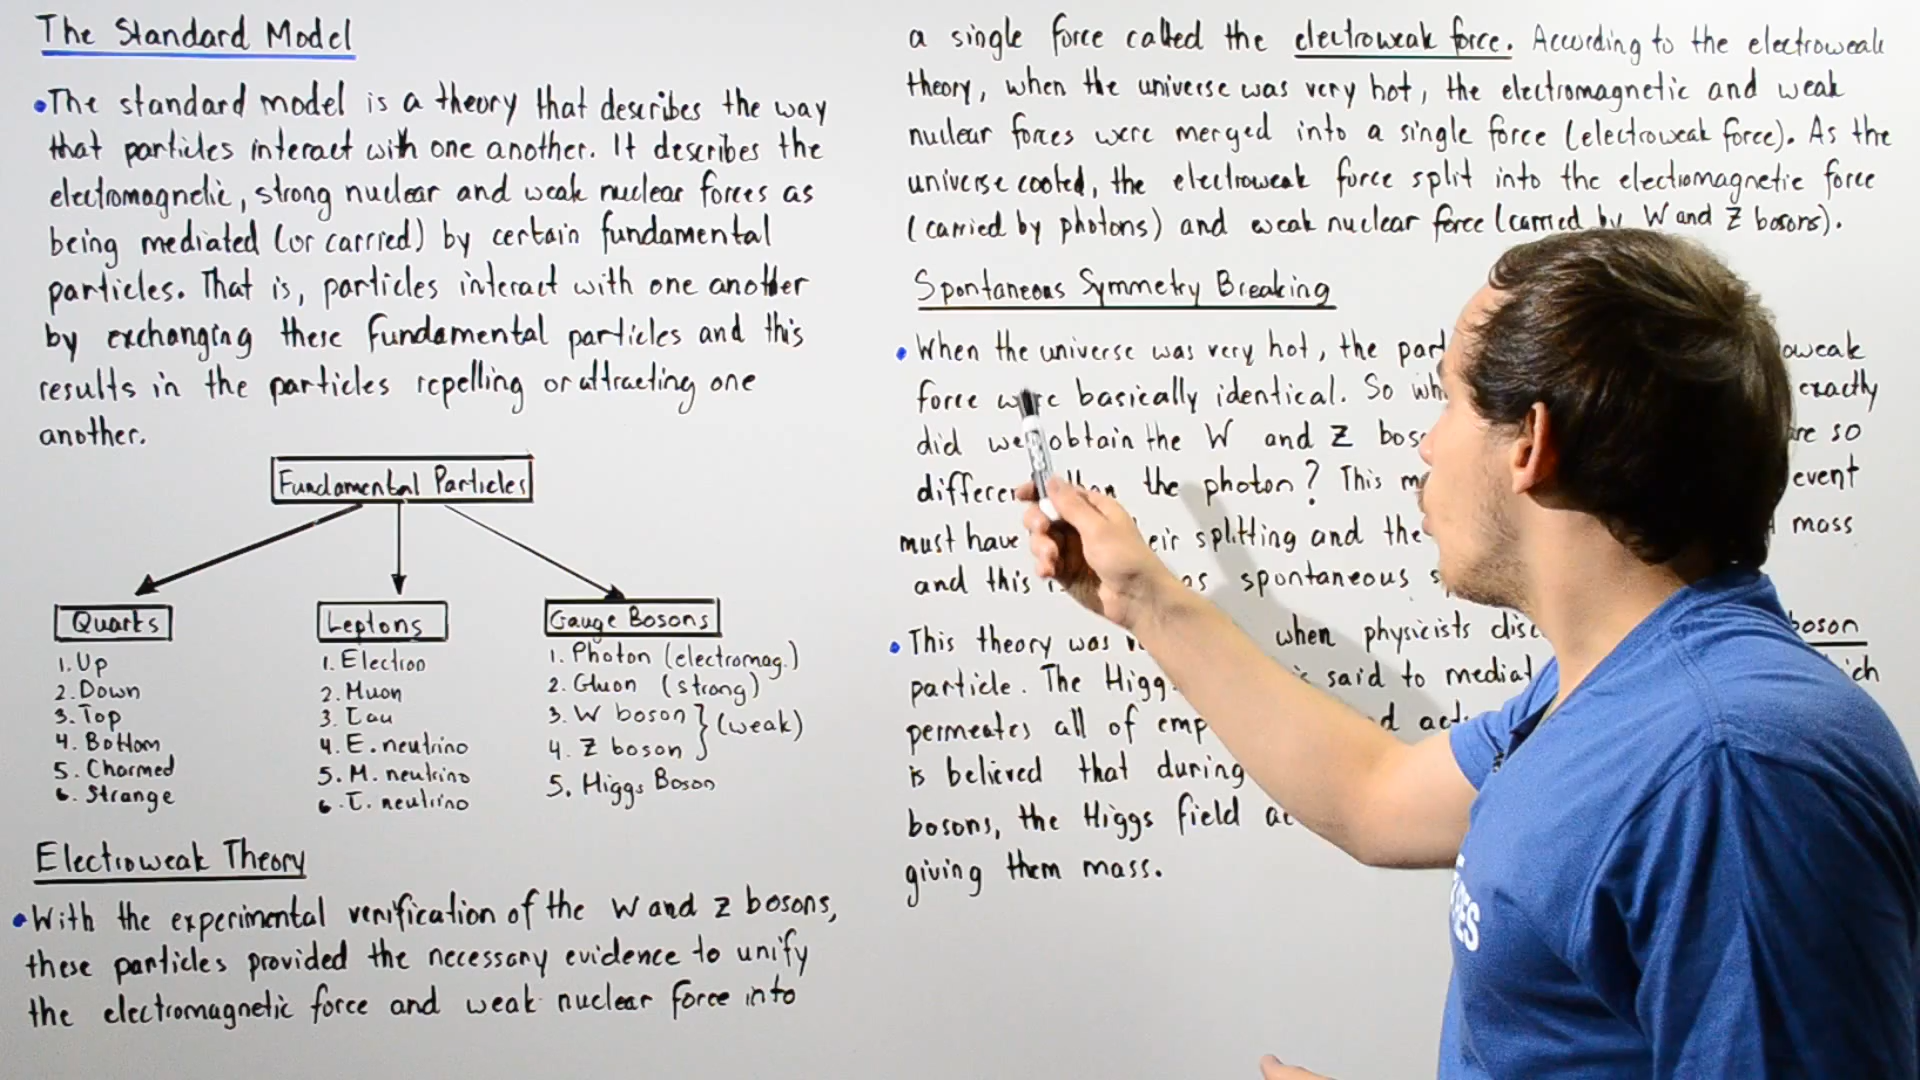 The Standard Model
• The standard model is a theory that describes the way
that particles interact with one another. It describes the
electromagnetic, strong nuclear and weak nuclear forces as
being mediated (or carried) by certain fundamental
particles. That is, particles interact with one another
by exchanging these fundamental particles and this
results in the particles repelling or attracting one
another.
Fundamental Particles
Quarks
1. Up
2. Down
3. Top
4. Bottom
5. Charmed
6. Strange
Leptons
1. Electron
2. Muon
3. Tau
4. E. neutrino
5. M. neutrino
6. T. neutrino
Gauge Bosons
1. Photon (electromag.)
2. Gluon (strong)
3. W boson
4. Z boson
(weak)
5. Higgs Boson
Electroweak Theory
• With the experimental verification of the W and Z bosons,
these particles provided the necessary evidence to unify
the electromagnetic force and weak nuclear force into
a single force called the electroweak force. According to the electroweak
theory, when the universe was very hot, the electromagnetic and weak
nuclear forces were merged into a single force (electroweak force). As the
universe cooled, the electroweak force split into the electromagnetic force
(carried by photons) and weak nuclear force (carried by W and Z bosons).
Spontaneous Symmetry Breaking
• When the universe was very hot, the
force were basically identical. So exactly
did we obtain the W and Z so
the photon? This event
must have splitting and mass
and this spontaneous
• This theory was when physicists boson
particle. The said to
permeates all of
is believed that during
bosons, the Higgs field
giving them mass.